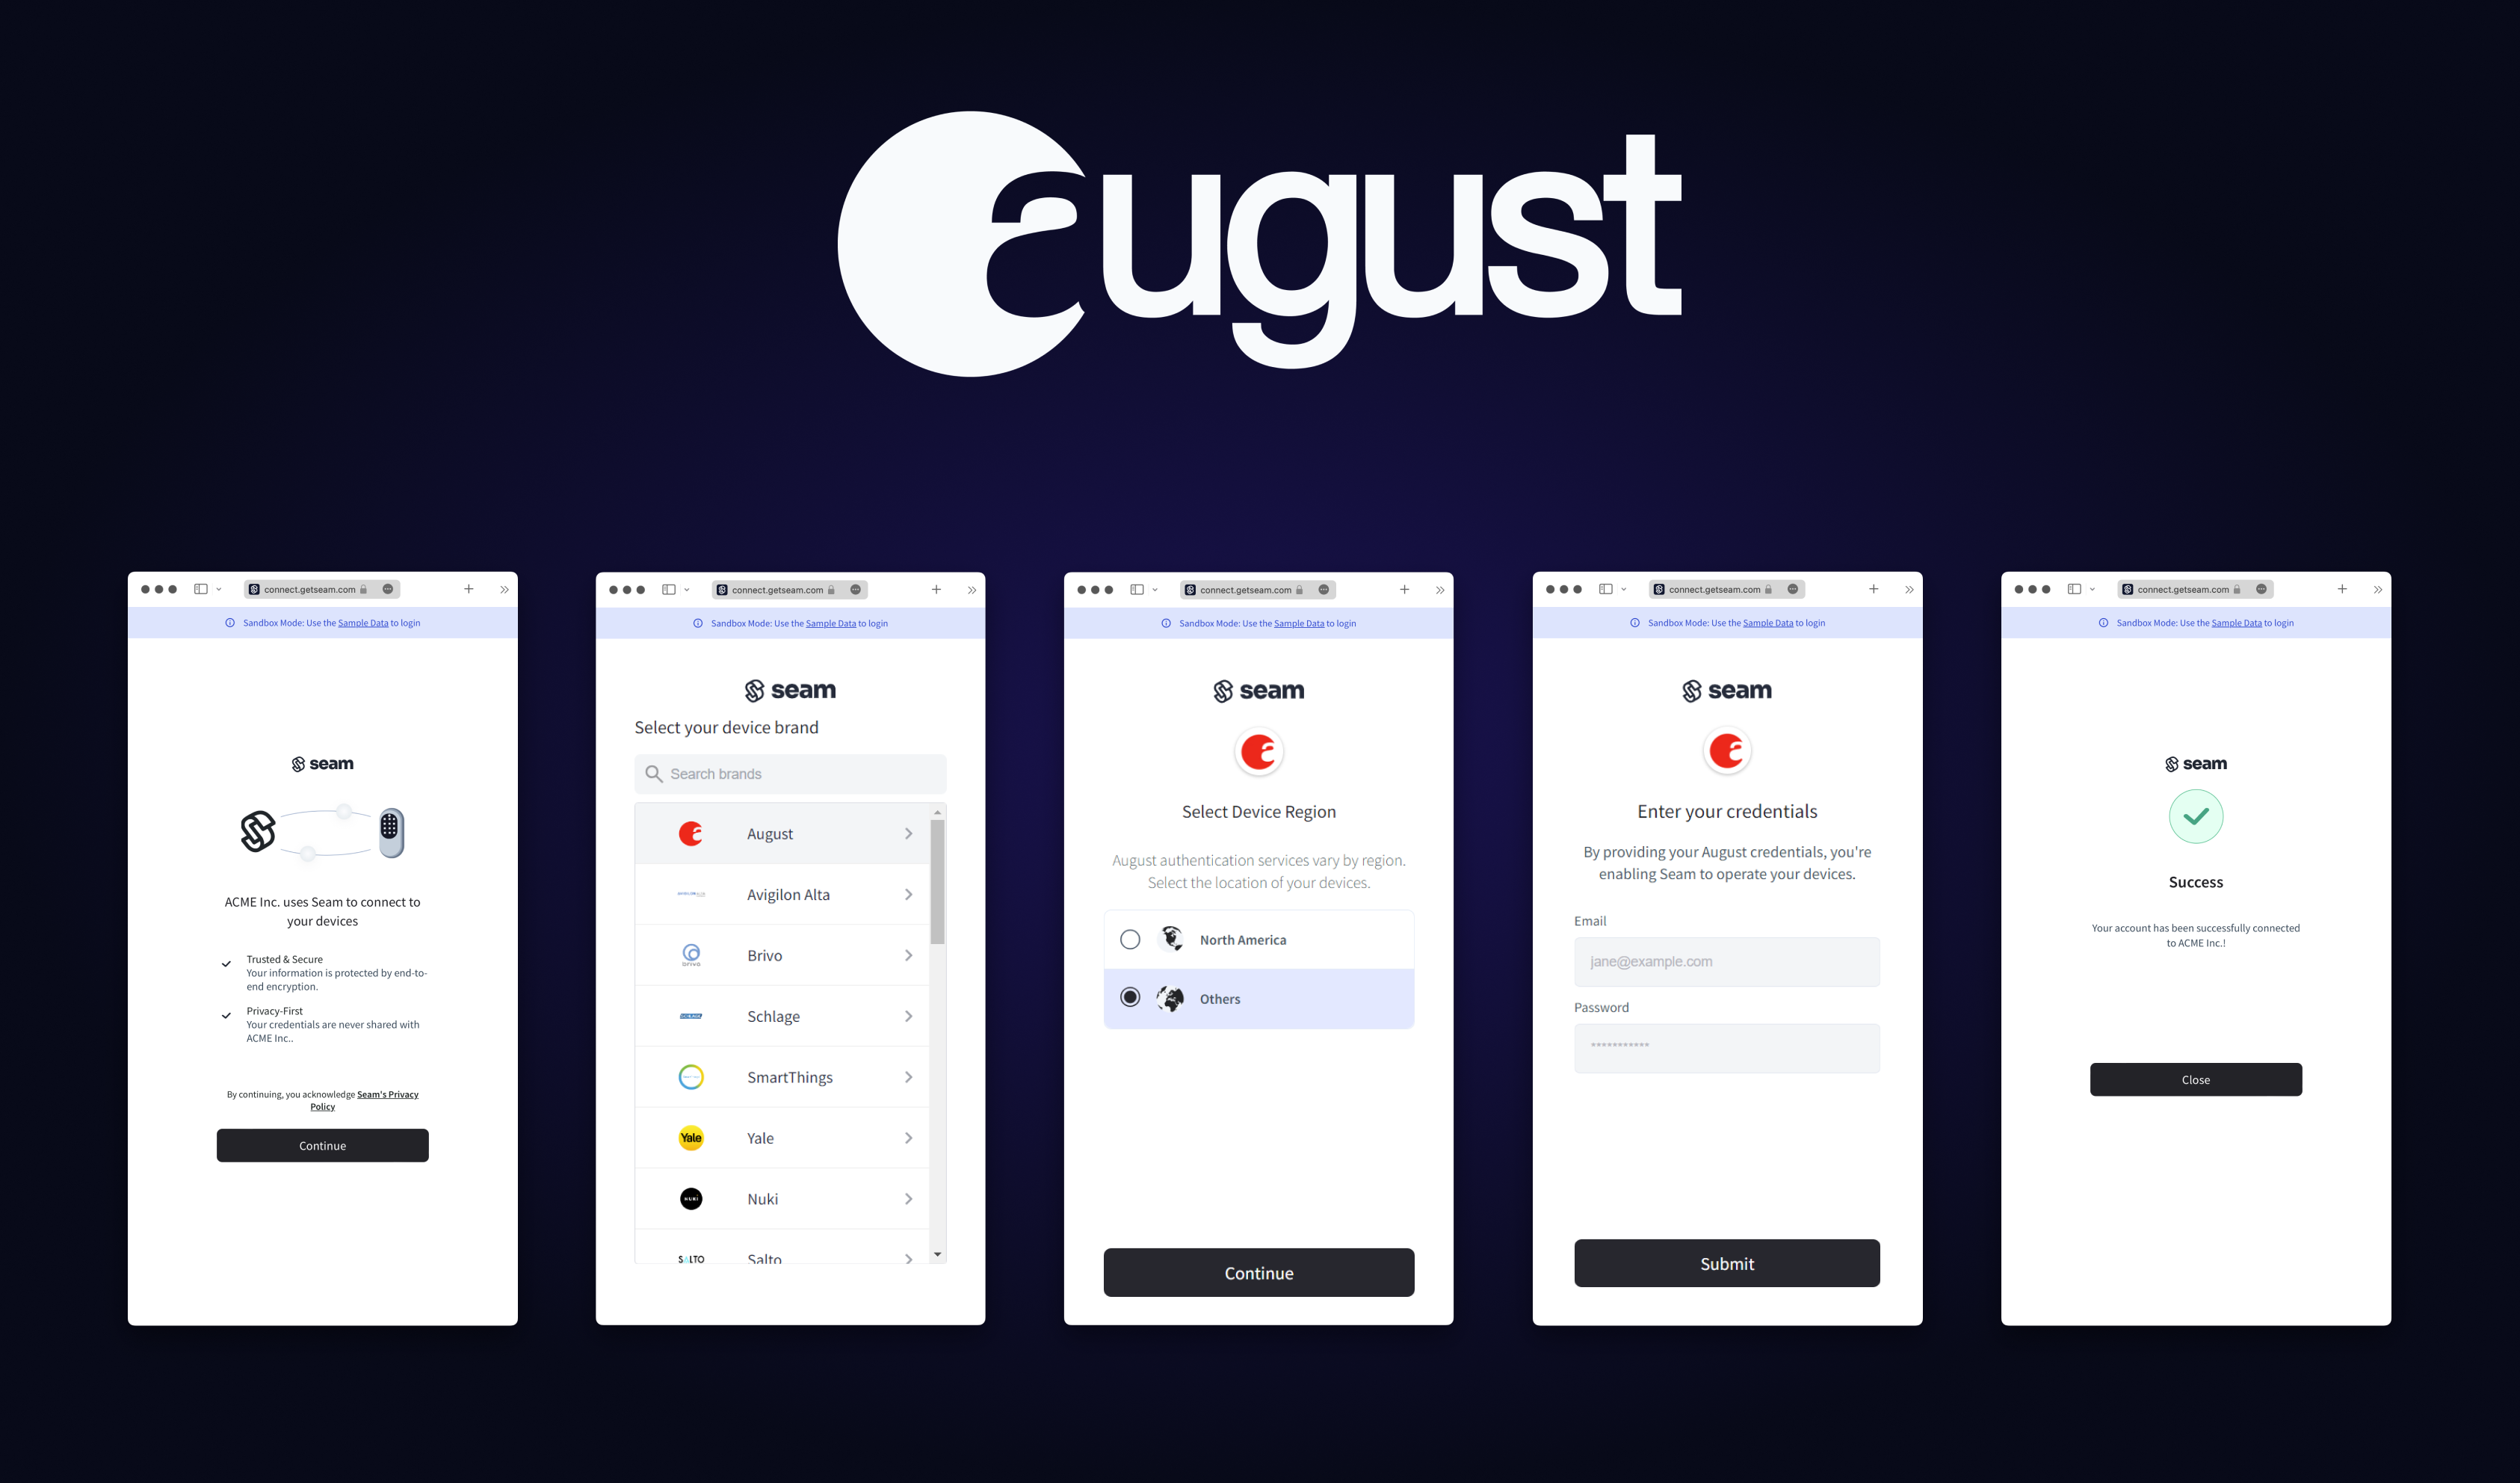 august
connect.getseam.com
Sandbox Mode: Use the Sample Data to login
seam
ACME Inc. uses Seam to connect to
your devices
Trusted & Secure
Your information is protected by end-to-
end encryption.
Privacy-First
Your credentials are never shared with
ACME Inc..
By continuing, you acknowledge Seam's Privacy
Policy
Continue
connect.getseam.com
Sandbox Mode: Use the Sample Data to login
seam
Select your device brand
Search brands
August
Avigilon Alta
Brivo
Schlage
SmartThings
Yale Yale
NUKI Nuki
SALTO Salto
connect.getseam.com
Sandbox Mode: Use the Sample Data to login
seam
a
Select Device Region
August authentication services vary by region.
Select the location of your devices.
North America
Others
Continue
connect.getseam.com
Sandbox Mode: Use the Sample Data to login
seam
a
Enter your credentials
By providing your August credentials, you're
enabling Seam to operate your devices.
Email
jane@example.com
Password
***********
Submit
connect.getseam.com
Sandbox Mode: Use the Sample Data to login
seam
Success
Your account has been successfully connected
to ACME Inc.!
Close